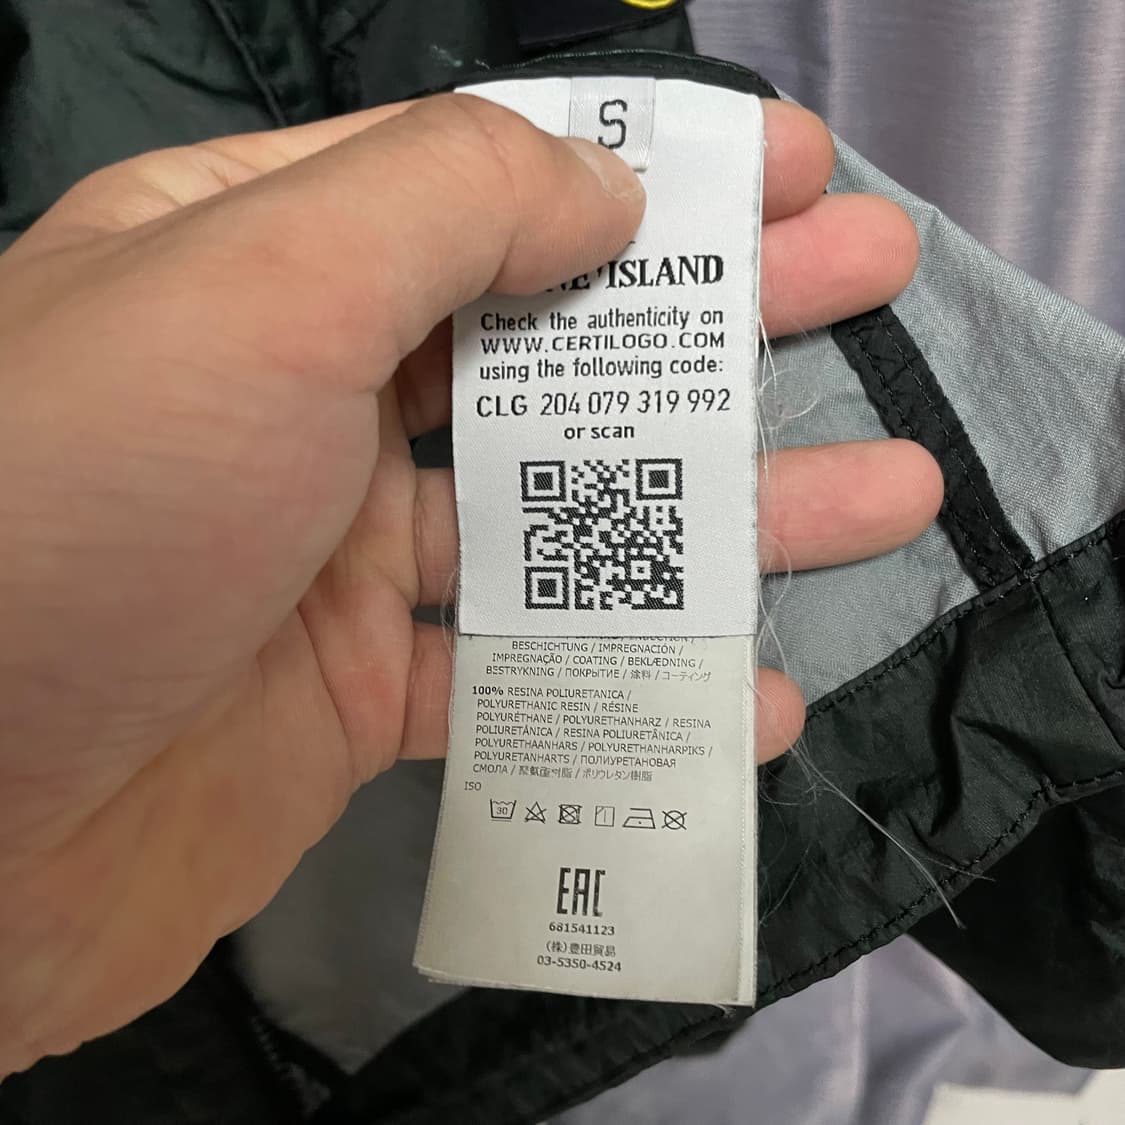 S
ISLAND
Check the authenticity on
WWW.CERTILOGO.COM
using the following code:
CLG 204 079 319 992
or scan
BESCHICHTUNG / IMPREGNACIÓN /
IMPREGNAÇÃO / COATING / BEKLÆDNING /
BESTRYKNING / ПОКРЫТИЕ / 涂料 / コーティング
100% RESINA POLIURETANICA /
POLYURETHANIC RESIN / RÉSINE
POLYURÉTHANE / POLYURETHANHARZ / RESINA
POLIURETÁNICA / RESINA POLIURETÂNICA /
POLYURETHAANHARS / POLYURETHANHARPIKS /
POLYURETANHARTS / ПОЛИУРЕТАНОВАЯ
СМОЛА / 聚氨酯树脂 / ポリウレタン樹脂
ISO
30
EAC
681541123
(株)豊田貿易
03-5350-4524